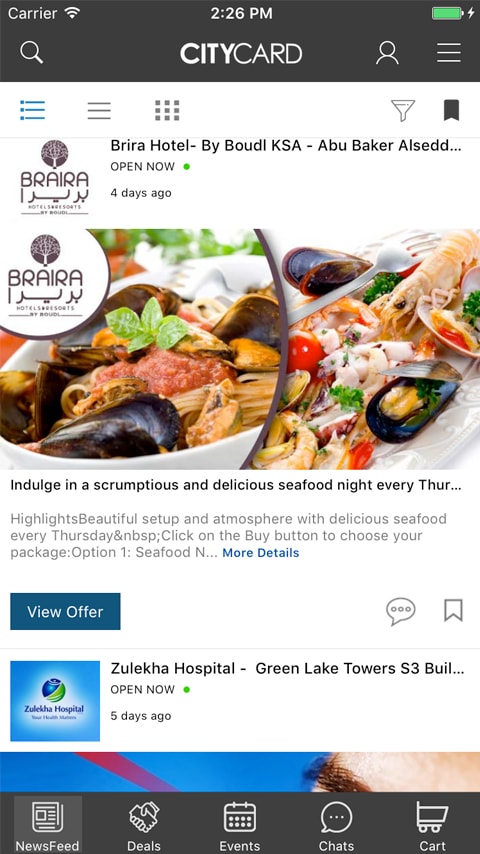 Carrier 2:26 PM
CITYCARD
BRAIRA
بريرا
HOTELS & RESORTS
BY BOUDL
Brira Hotel- By Boudl KSA - Abu Baker Alsedd...
OPEN NOW
4 days ago
BRAIRA
بريرا
HOTELS & RESORTS
BY BOUDL
Indulge in a scrumptious and delicious seafood night every Thur...
HighlightsBeautiful setup and atmosphere with delicious seafood
every Thursday&nbsp;Click on the Buy button to choose your
package:Option 1: Seafood N... More Details
View Offer
Zulekha Hospital
Your Health Matters
Zulekha Hospital - Green Lake Towers S3 Buil...
OPEN NOW
5 days ago
NewsFeed Deals Events Chats Cart